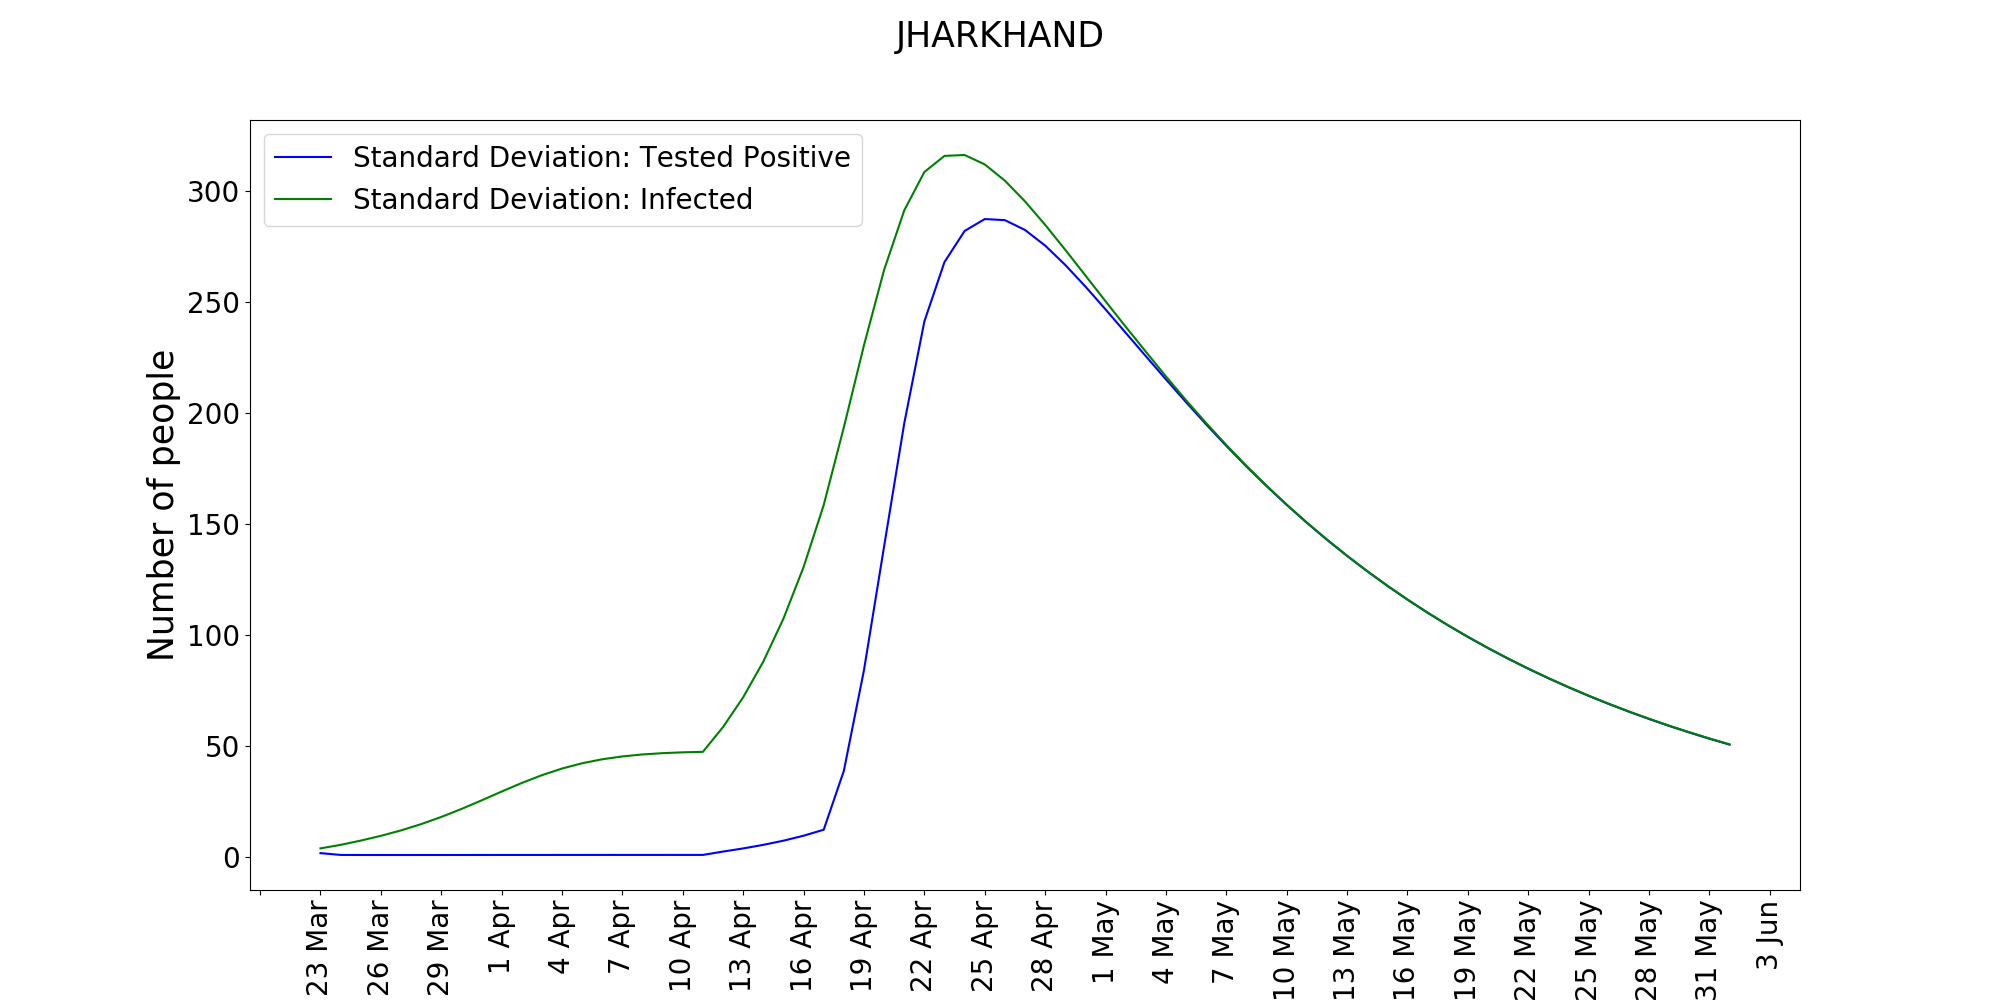 JHARKHAND
Standard Deviation: Tested Positive
Standard Deviation: Infected
Number of people
300
250
200
150
100
50
0
23 Mar
26 Mar
29 Mar
1 Apr
4 Apr
7 Apr
10 Apr
13 Apr
16 Apr
19 Apr
22 Apr
25 Apr
28 Apr
1 May
4 May
7 May
10 May
13 May
16 May
19 May
22 May
25 May
28 May
31 May
3 Jun